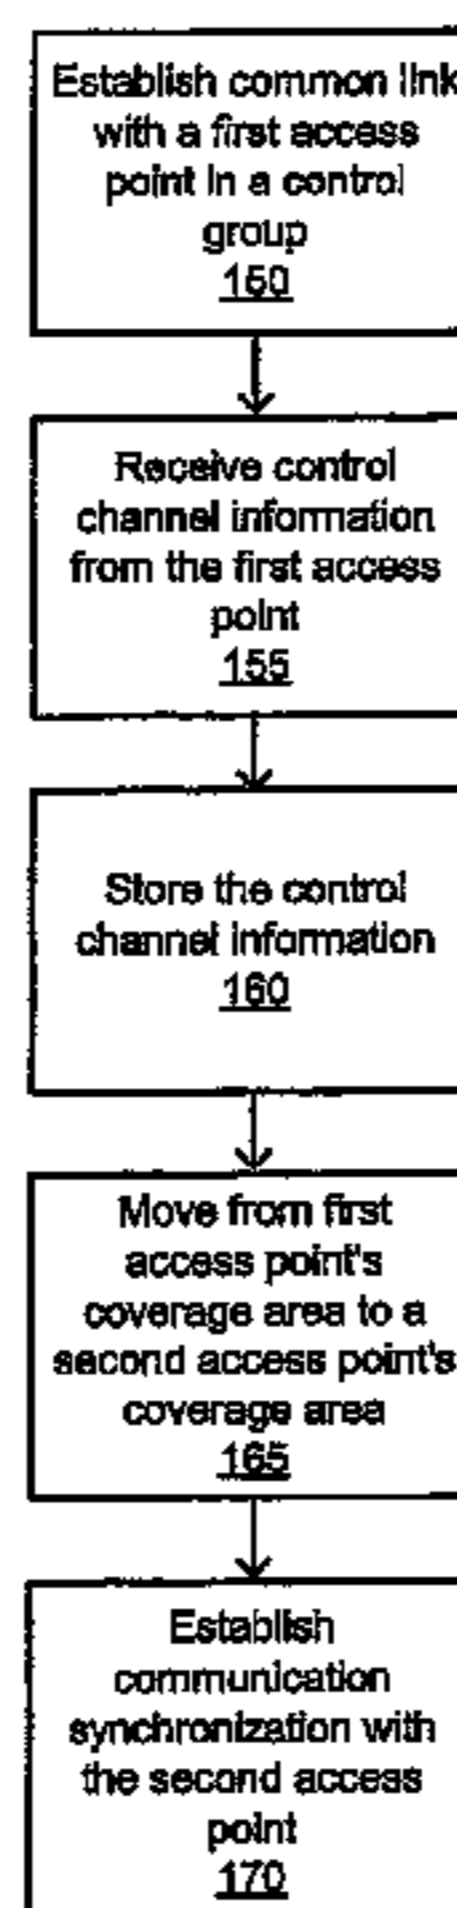 Establish common link
with a first access
point in a control
group
150
Receive control
channel information
from the first access
point
155
Store the control
channel information
160
Move from first
access point's
coverage area to a
second access point's
coverage area
165
Establish
communication
synchronization with
the second access
point
170